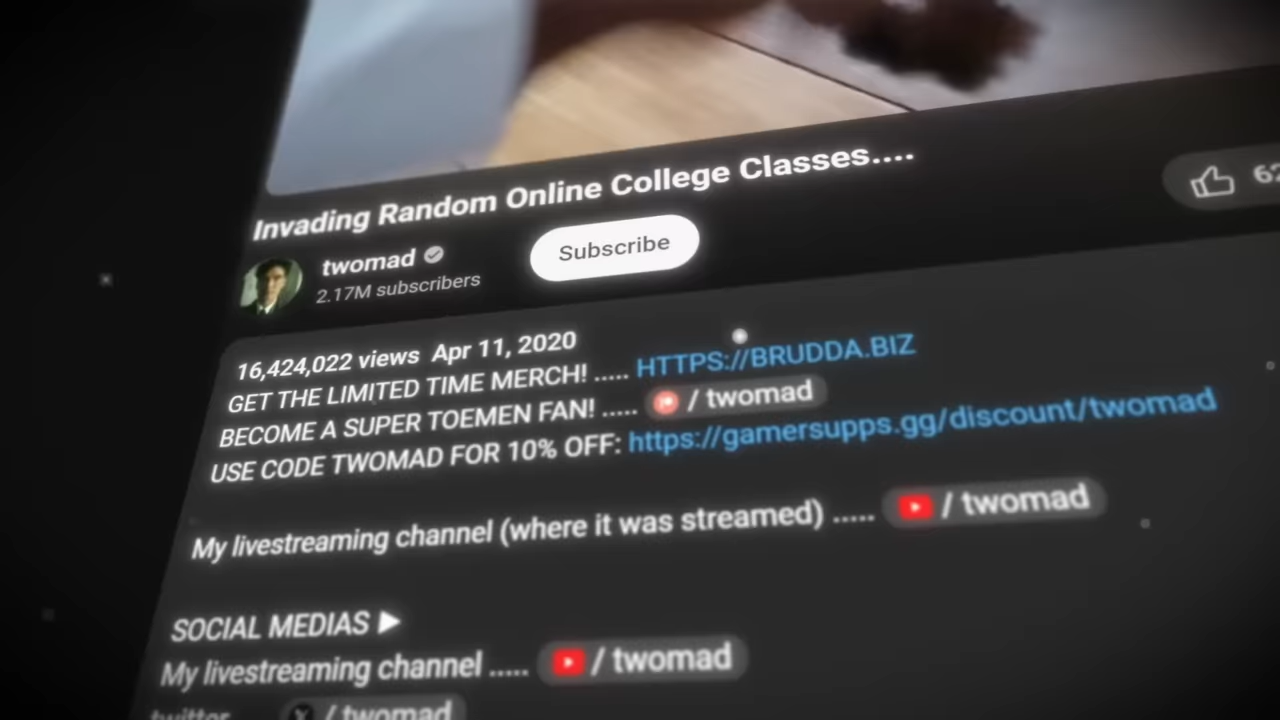 Invading Random Online College Classes....
twomad
2.17M subscribers
Subscribe
62
16,424,022 views Apr 11, 2020
GET THE LIMITED TIME MERCH! ..... HTTPS://BRUDDA.BIZ
BECOME A SUPER TOEMEN FAN! ..... / twomad
USE CODE TWOMAD FOR 10% OFF: https://gamersupps.gg/discount/twomad
My livestreaming channel (where it was streamed) ..... / twomad
SOCIAL MEDIAS ▶
My livestreaming channel ..... / twomad
twitter X / twomad